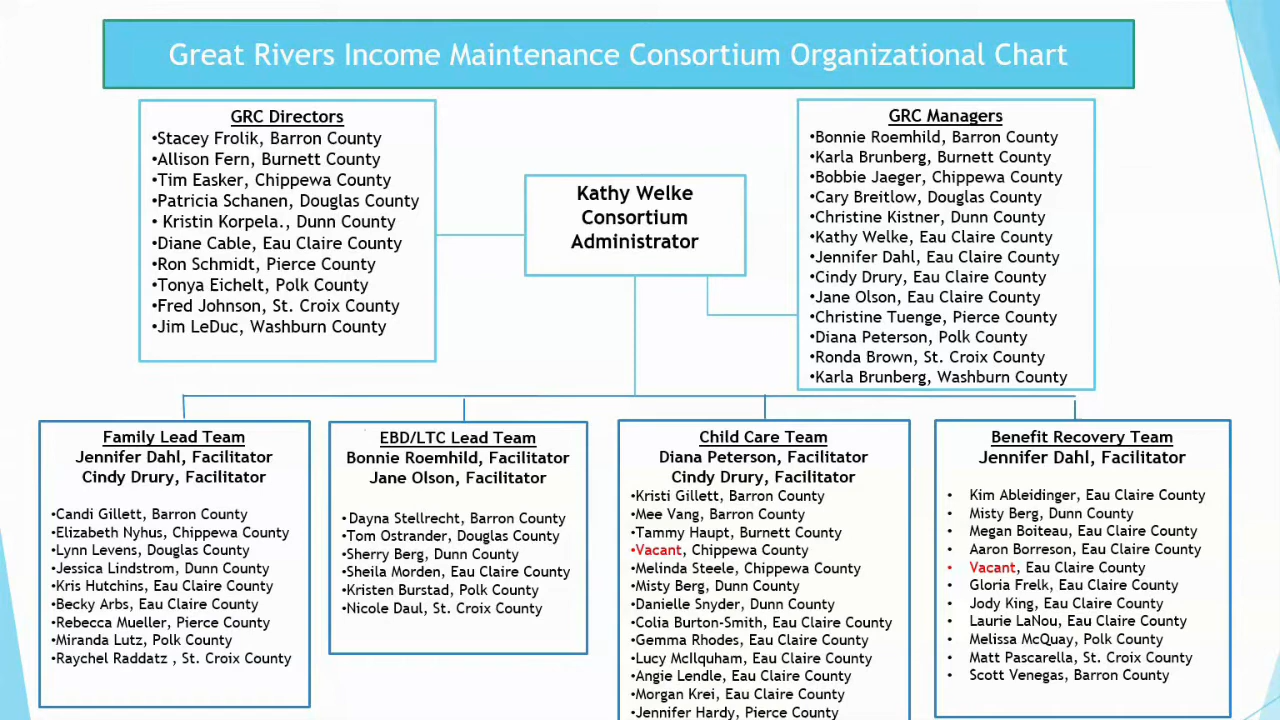 Great Rivers Income Maintenance Consortium Organizational Chart
GRC Directors
•Stacey Frolik, Barron County
•Allison Fern, Burnett County
•Tim Easker, Chippewa County
•Patricia Schanen, Douglas County
• Kristin Korpela., Dunn County
•Diane Cable, Eau Claire County
•Ron Schmidt, Pierce County
•Tonya Eichelt, Polk County
•Fred Johnson, St. Croix County
•Jim LeDuc, Washburn County
Kathy Welke
Consortium
Administrator
GRC Managers
•Bonnie Roemhild, Barron County
•Karla Brunberg, Burnett County
•Bobbie Jaeger, Chippewa County
•Cary Breitlow, Douglas County
•Christine Kistner, Dunn County
•Kathy Welke, Eau Claire County
•Jennifer Dahl, Eau Claire County
•Cindy Drury, Eau Claire County
•Jane Olson, Eau Claire County
•Christine Tuenge, Pierce County
•Diana Peterson, Polk County
•Ronda Brown, St. Croix County
•Karla Brunberg, Washburn County
Family Lead Team
Jennifer Dahl, Facilitator
Cindy Drury, Facilitator
•Candi Gillett, Barron County
•Elizabeth Nyhus, Chippewa County
•Lynn Levens, Douglas County
•Jessica Lindstrom, Dunn County
•Kris Hutchins, Eau Claire County
•Becky Arbs, Eau Claire County
•Rebecca Mueller, Pierce County
•Miranda Lutz, Polk County
•Raychel Raddatz , St. Croix County
EBD/LTC Lead Team
Bonnie Roemhild, Facilitator
Jane Olson, Facilitator
•Dayna Stellrecht, Barron County
•Tom Ostrander, Douglas County
•Sherry Berg, Dunn County
•Sheila Morden, Eau Claire County
•Kristen Burstad, Polk County
•Nicole Daul, St. Croix County
Child Care Team
Diana Peterson, Facilitator
Cindy Drury, Facilitator
•Kristi Gillett, Barron County
•Mee Vang, Barron County
•Tammy Haupt, Burnett County
•Vacant, Chippewa County
•Melinda Steele, Chippewa County
•Misty Berg, Dunn County
•Danielle Snyder, Dunn County
•Colia Burton-Smith, Eau Claire County
•Gemma Rhodes, Eau Claire County
•Lucy McIlquham, Eau Claire County
•Angie Lendle, Eau Claire County
•Morgan Krei, Eau Claire County
•Jennifer Hardy, Pierce County
Benefit Recovery Team
Jennifer Dahl, Facilitator
• Kim Ableidinger, Eau Claire County
• Misty Berg, Dunn County
• Megan Boiteau, Eau Claire County
• Aaron Borreson, Eau Claire County
• Vacant, Eau Claire County
• Gloria Frelk, Eau Claire County
• Jody King, Eau Claire County
• Laurie LaNou, Eau Claire County
• Melissa McQuay, Polk County
• Matt Pascarella, St. Croix County
• Scott Venegas, Barron County